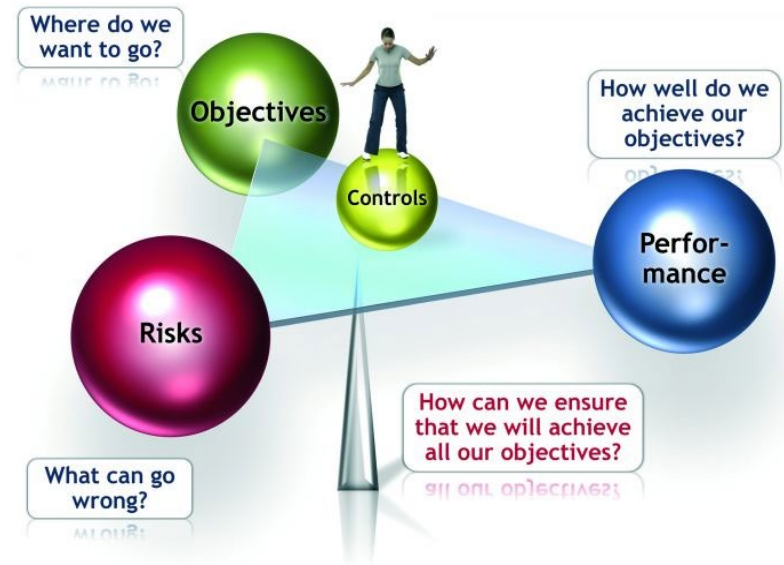 Where do we
want to go?
Objectives
Controls
How well do we
achieve our
objectives?
Perfor-
mance
Risks
How can we ensure
that we will achieve
all our objectives?
What can go
wrong?